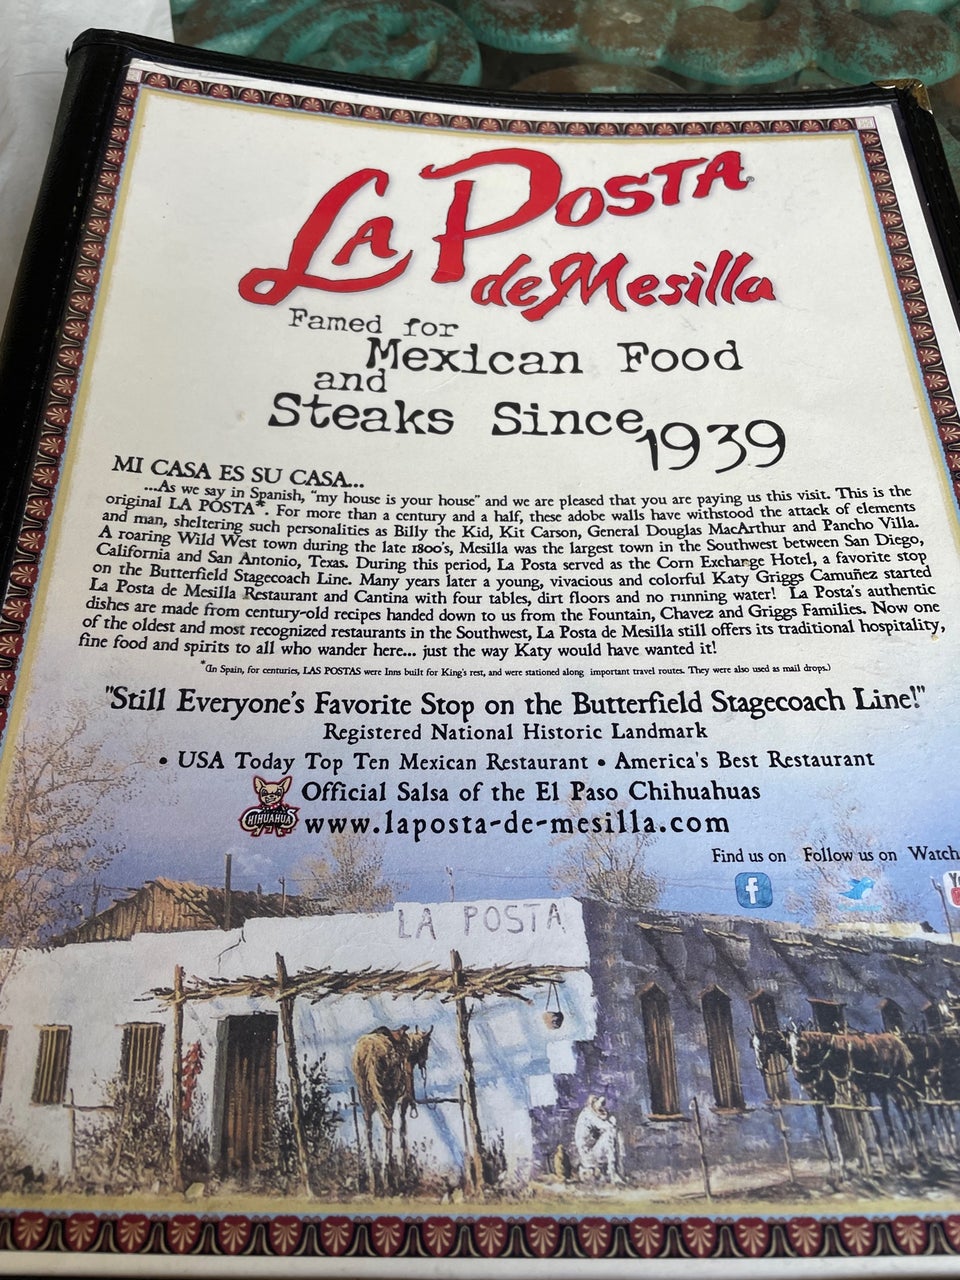 LA POSTA®
de Mesilla
Famed for
Mexican Food
and
Steaks Since 1939
MI CASA ES SU CASA...
...As we say in Spanish, "my house is your house" and we are pleased that you are paying us this visit. This is the
original LA POSTA*. For more than a century and a half, these adobe walls have withstood the attack of elements
and man, sheltering such personalities as Billy the Kid, Kit Carson, General Douglas MacArthur and Pancho Villa.
A roaring Wild West town during the late 1800's, Mesilla was the largest town in the Southwest between San Diego,
California and San Antonio, Texas. During this period, La Posta served as the Corn Exchange Hotel, a favorite stop
on the Butterfield Stagecoach Line. Many years later a young, vivacious and colorful Katy Griggs Camuñez started
La Posta de Mesilla Restaurant and Cantina with four tables, dirt floors and no running water! La Posta's authentic
dishes are made from century-old recipes handed down to us from the Fountain, Chavez and Griggs Families. Now one
of the oldest and most recognized restaurants in the Southwest, La Posta de Mesilla still offers its traditional hospitality,
fine food and spirits to all who wander here... just the way Katy would have wanted it!
*(In Spain, for centuries, LAS POSTAS were Inns built for King's rest, and were stationed along important travel routes. They were also used as mail drops.)
"Still Everyone's Favorite Stop on the Butterfield Stagecoach Line!"
Registered National Historic Landmark
• USA Today Top Ten Mexican Restaurant • America's Best Restaurant
Official Salsa of the El Paso Chihuahuas
CHIHUAHUAS
www.laposta-de-mesilla.com
Find us on Follow us on Watch
f
Yo
LA POSTA